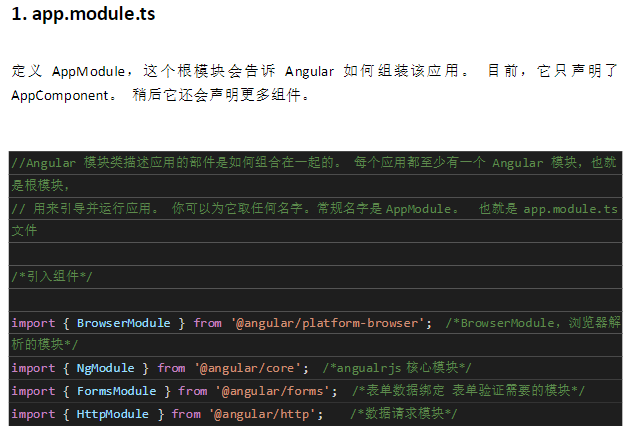 1. app.module.ts
定义 AppModule，这个根模块会告诉 Angular 如何组装该应用。 目前，它只声明了
AppComponent。 稍后它还会声明更多组件。
//Angular 模块类描述应用的部件是如何组合在一起的。 每个应用都至少有一个 Angular 模块，也就
是根模块，
// 用来引导并运行应用。 你可以为它取任何名字。常规名字是 AppModule。 也就是 app.module.ts
文件
/*引入组件*/
import { BrowserModule } from '@angular/platform-browser'; /*BrowserModule，浏览器解
析的模块*/
import { NgModule } from '@angular/core'; /*angualrjs 核心模块*/
import { FormsModule } from '@angular/forms'; /*表单数据绑定 表单验证需要的模块*/
import { HttpModule } from '@angular/http'; /*数据请求模块*/